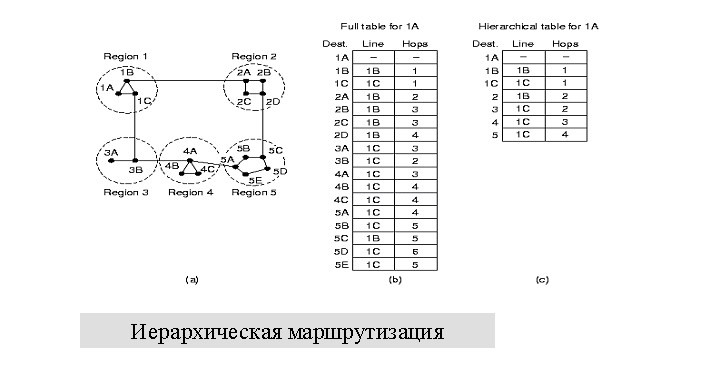 Full table for 1A
Hierarchical table for 1A
Dest. Line Hops
Dest. Line Hops
Region 1
Region 2
1B
2A 2B
1A
1C
2C 2D
3A
3B
4A
4B
4C
5A
5B
5C
5D
5E
Region 3 Region 4 Region 5
1A – –
1B 1B 1
1C 1C 1
2A 1B 2
2B 1B 3
2C 1B 3
2D 1B 4
3A 1C 3
3B 1C 2
4A 1C 3
4B 1C 4
4C 1C 4
5A 1C 4
5B 1C 5
5C 1B 5
5D 1C 6
5E 1C 5
1A – –
1B 1B 1
1C 1C 1
2 1B 2
3 1C 2
4 1C 3
5 1C 4
(a)
(b)
(c)
Иерархическая маршрутизация